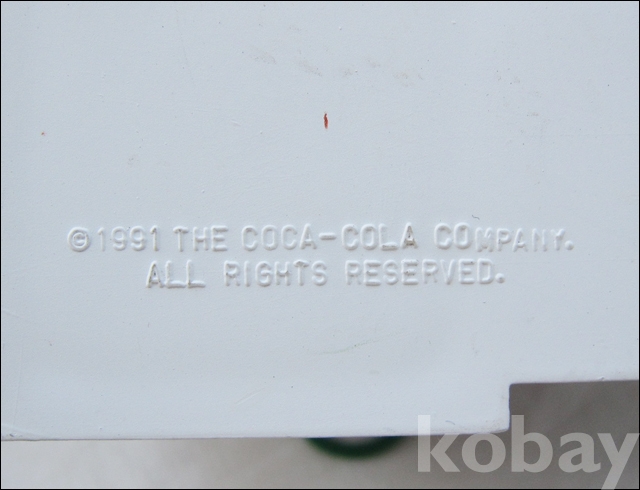 ©1991 THE COCA-COLA COMPANY.
ALL RIGHTS RESERVED.
kobay